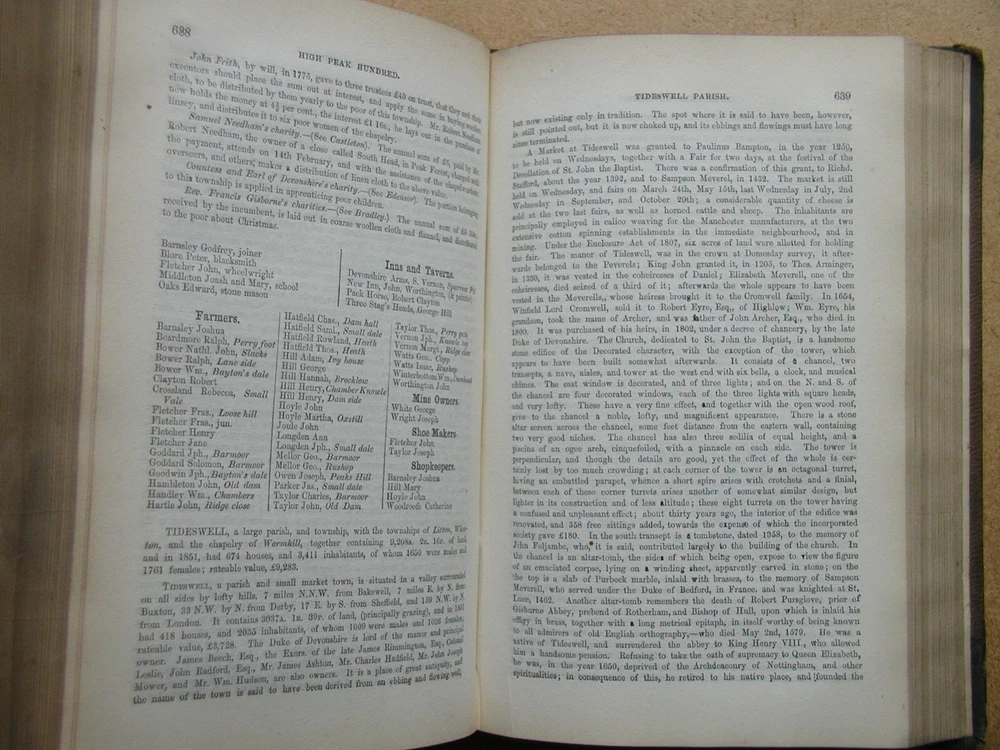 638
HIGH PEAK HUNDRED.
John Frith, by will, in 1775, gave to three trustees £40 on trust, that they and their
executors should place the sum out at interest, and apply the same in buying woollen
cloth, to be distributed by them yearly to the poor of this township. Mr. Robert Needham
now holds the money at 4½ per cent., the interest £1 16s., he lays out in the purchase of
linsey, and distributes it to six poor women of the chapelry.
Samuel Needham's charity.—(See Castleton). The annual sum of £6, paid by Mr.
Robert Needham, the owner of a close called South Head, in Peak Forest, charged with
the payment, attends on 14th February, and with the assistance of the chapelwarden
overseers, and others, makes a distribution of linen cloth to the above value.
Countess and Earl of Devonshire's charity.—(See Edensor). The portion belonging
to this township is applied in apprenticing poor children.
Rev. Francis Gisborne's charities.—(See Bradley.) The annual sum of £5 10s.
received by the incumbent, is laid out in coarse woollen cloth and flannel, and distributed
to the poor about Christmas.
Barnsley Godfrey, joiner
Blore Peter, blacksmith
Fletcher John, wheelwright
Middleton Jonah and Mary, school
Oaks Edward, stone mason
Inns and Taverns.
Devonshire Arms, S. Vernon, Sparrow Pit
New Inn, John Worthington, (& painter)
Pack Horse, Robert Clayton
Three Stag's Heads, George Hill
Farmers.
Barnsley Joshua
Beardmore Ralph, Perry foot
Bower Nathl. John, Slacks
Bower Ralph, Lane side
Bower Wm., Bayton's dale
Clayton Robert
Crossland Rebecca, Small
Vale
Fletcher Fras., Loose hill
Fletcher Fras., jun.
Fletcher Henry
Fletcher Jane
Goddard Jph., Barmoor
Goddard Solomon, Barmoor
Goodwin Jph., Bayton's dale
Hambleton John, Old dam
Handley Wm., Chambers
Hartle John, Ridge close
Hatfield Chas., Dam hall
Hatfield Saml., Small dale
Hatfield Rowland, Heath
Hatfield Thos., Heath
Hill Adam, Ivy house
Hill George
Hill Hannah, Brocklow
Hill Henry, Chamber Knowle
Hill Henry, Dam side
Hoyle John
Hoyle Martha, Oxstill
Joule John
Longden Ann
Longden Jph., Small dale
Mellor Geo., Barmoor
Mellor Geo., Rushop
Owen Joseph, Peaks Hill
Parker Jas., Small dale
Taylor Charles, Barmoor
Taylor John, Old Dam
Taylor Thos., Perry gate
Vernon Jph., Knowle top
Vernon Margt., Ridge close
Watts Geo., Copp
Watts Isaac, Rushop
Winterbottom Wm.,
Worthington John
Mine Owners.
White George
Wright Joseph
Shoe Makers.
Fletcher John
Taylor Joseph
Shopkeepers.
Barnsley Joshua
Hill Mary
Hoyle John
Woodroofe Catherine
TIDESWELL, a large parish, and township, with the townships of Litton, Whes-
ton, and the chapelry of Wormhill, together containing 9,208A. 2R. 16P. of land,
and in 1851, had 674 houses, and 3,411 inhabitants, of whom 1650 were males and
1761 females; rateable value, £9,283.
TIDESWELL, a parish and small market town, is situated in a valley surrounded
on all sides by lofty hills, 7 miles N.N.W. from Bakewell, 7 miles E. by N. from
Buxton, 33 N.W. by N. from Derby, 17 E. by S. from Sheffield, and 159 N.W. by N.
from London. It contains 3037A. 1R. 39P. of land, (principally grazing), and in 1851
had 418 houses, and 2035 inhabitants, of whom 1009 were males and 1026 females;
rateable value, £3,728. The Duke of Devonshire is lord of the manor and principal
owner. James Beech, Esq., the Exors. of the late James Rimmington, Esq., Colonel
Leslie, John Radford, Esq., Mr. James Ashton, Mr. Charles Hadfield, Mr. John Joseph
Mower, and Mr. Wm. Hudson, are also owners. It is a place of great antiquity, and
the name of the town is said to have been derived from an ebbing and flowing well,
TIDESWELL PARISH.
639
but now existing only in tradition. The spot where it is said to have been, however,
is still pointed out, but it is now choked up, and its ebbings and flowings must have long
since terminated.
A Market at Tideswell was granted to Paulinus Bampton, in the year 1250,
to be held on Wednesdays, together with a Fair for two days, at the festival of the
Decollation of St. John the Baptist. There was a confirmation of this grant, to Richd.
Stafford, about the year 1392, and to Sampson Meverel, in 1432. The market is still
held on Wednesday, and fairs on March 24th, May 15th, last Wednesday in July, 2nd
Wednesday in September, and October 29th; a considerable quantity of cheese is
sold at the two last fairs, as well as horned cattle and sheep. The inhabitants are
principally employed in calico weaving for the Manchester manufacturers, at the two
extensive cotton spinning establishments in the immediate neighbourhood, and in
mining. Under the Enclosure Act of 1807, six acres of land were allotted for holding
the fair. The manor of Tideswell, was in the crown at Domesday survey, it after-
wards belonged to the Peverels; King John granted it, in 1205, to Thos. Arminger,
in 1330, it was vested in the coheiresses of Daniel; Elizabeth Meverell, one of the
coheiresses, died seized of a third of it; afterwards the whole appears to have been
vested in the Meverells, whose heiress brought it to the Cromwell family. In 1654,
Winfield Lord Cromwell, sold it to Robert Eyre, Esq., of Highlow; Wm. Eyre, his
grandson, took the name of Archer, and was father of John Archer, Esq., who died in
1800. It was purchased of his heirs, in 1802, under a decree of chancery, by the late
Duke of Devonshire. The Church, dedicated to St. John the Baptist, is a handsome
stone edifice of the Decorated character, with the exception of the tower, which
appears to have been built somewhat afterwards. It consists of a chancel, two
transepts, a nave, aisles, and tower at the west end with six bells, a clock, and musical
chimes. The east window is decorated, and of three lights; and on the N. and S. of
the chancel are four decorated windows, each of the three lights with square heads,
and very lofty. These have a very fine effect, and together with the open wood roof,
give to the chancel a noble, lofty, and magnificent appearance. There is a stone
altar screen across the chancel, some feet distant from the eastern wall, containing
two very good niches. The chancel has also three sedilia of equal height, and a
piscina of an ogee arch, cinquefoiled, with a pinnacle on each side. The tower is
perpendicular, and though the details are good, yet the effect of the whole is cer-
tainly lost by too much crowding; at each corner of the tower is an octagonal turret,
having an embattled parapet, whence a short spire arises with crotchets and a finial,
between each of these corner turrets arises another of somewhat similar design, but
lighter in its construction and of less altitude; these eight turrets on the tower having
a confused and unpleasant effect; about thirty years ago, the interior of the edifice was
renovated, and 358 free sittings added, towards the expense of which the incorporated
society gave £180. In the south transept is a tombstone, dated 1358, to the memory of
John Foljambe, who, it is said, contributed largely to the building of the church. In
the chancel is an altar-tomb, the sides of which being open, expose to view the figure
of an emaciated corpse, lying on a winding sheet, apparently carved in stone; on the
top is a slab of Purbeck marble, inlaid with brasses, to the memory of Sampson
Meverell, who served under the Duke of Bedford, in France, and was knighted at St.
Luce, 1462. Another altar-tomb remembers the death of Robert Pursglove, prior of
Gisburne Abbey, prebend of Rotherham, and Bishop of Hull, upon which is inlaid his
effigy in brass, together with a long metrical epitaph, in itself worthy of being known
to all admirers of old English orthography,—who died May 2nd, 1579. He was a
native of Tideswell, and surrendered the abbey to King Henry VIII., who allowed
him a handsome pension. Refusing to take the oath of supremacy to Queen Elizabeth,
he was, in the year 1650, deprived of the Archdeaconry of Nottingham, and other
spiritualities; in consequence of this, he retired to his native place, and founded the